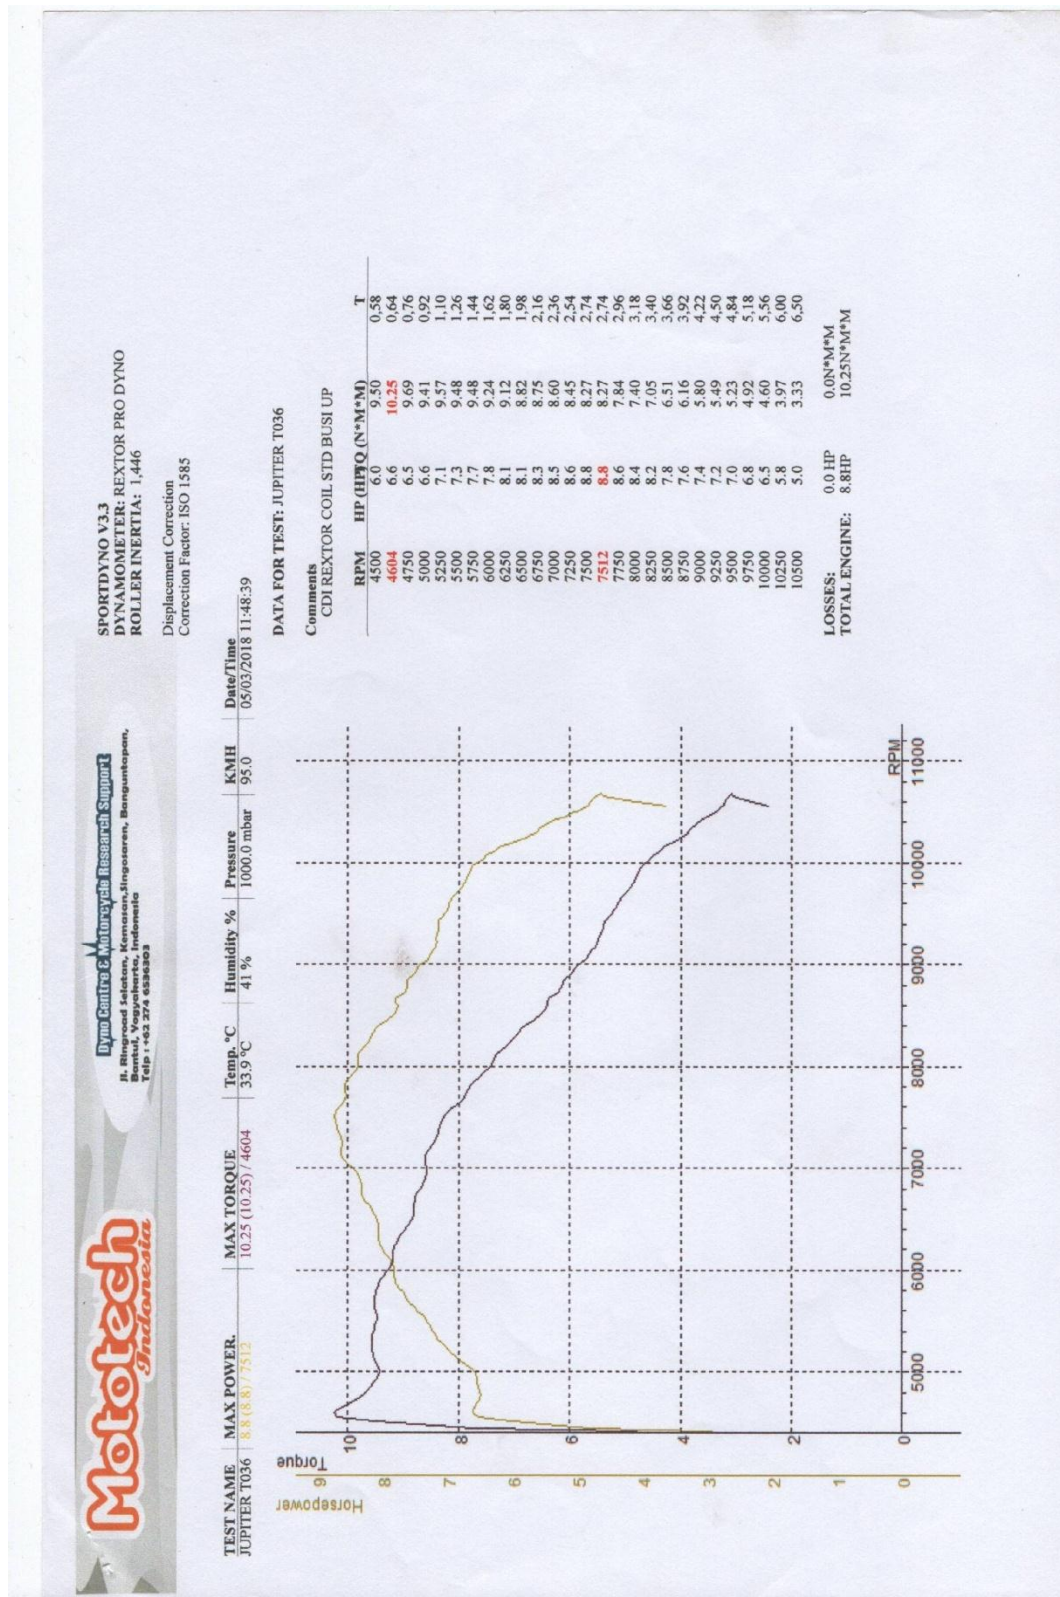 Mototech
Indonesia
Dyno Centre & Motorcycle Research Support
Jl. Ringroad Selatan, Kemasan,Singosaren, Banguntapan,
Bantul, Yogyakarta, Indonesia
Telp : +62 274 6536303
SPORTDYNO V3.3
DYNAMOMETER: REXTOR PRO DYNO
ROLLER INERTIA: 1,446
Displacement Correction
Correction Factor: ISO 1585
TEST NAME MAX POWER. MAX TORQUE Temp. °C Humidity % Pressure KMH Date/Time
JUPITER T036 8.8 (8.8) / 7512 10.25 (10.25) / 4604 33.9 °C 41 % 1000.0 mbar 95.0 05/03/2018 11:48:39
Horsepower
Torque
9
8
7
6
5
4
3
2
1
0
10
8
6
4
2
0
5000 6000 7000 8000 9000 10000 11000
RPM
DATA FOR TEST: JUPITER T036
Comments
CDI REXTOR COIL STD BUSI UP
RPM HP (HP)TQ (N*M*M) T
4500 6.0 9.50 0,58
4604 6.6 10.25 0,64
4750 6.5 9.69 0,76
5000 6.6 9.41 0,92
5250 7.1 9.57 1,10
5500 7.3 9.48 1,26
5750 7.7 9.48 1,44
6000 7.8 9.24 1,62
6250 8.1 9.12 1,80
6500 8.1 8.82 1,98
6750 8.3 8.75 2,16
7000 8.5 8.60 2,36
7250 8.6 8.45 2,54
7500 8.8 8.27 2,74
7512 8.8 8.27 2,74
7750 8.6 7.84 2,96
8000 8.4 7.40 3,18
8250 8.2 7.05 3,40
8500 7.8 6.51 3,66
8750 7.6 6.16 3,92
9000 7.4 5.80 4,22
9250 7.2 5.49 4,50
9500 7.0 5.23 4,84
9750 6.8 4.92 5,18
10000 6.5 4.60 5,56
10250 5.8 3.97 6,00
10500 5.0 3.33 6,50
LOSSES: 0.0 HP 0.0N*M*M
TOTAL ENGINE: 8.8HP 10.25N*M*M